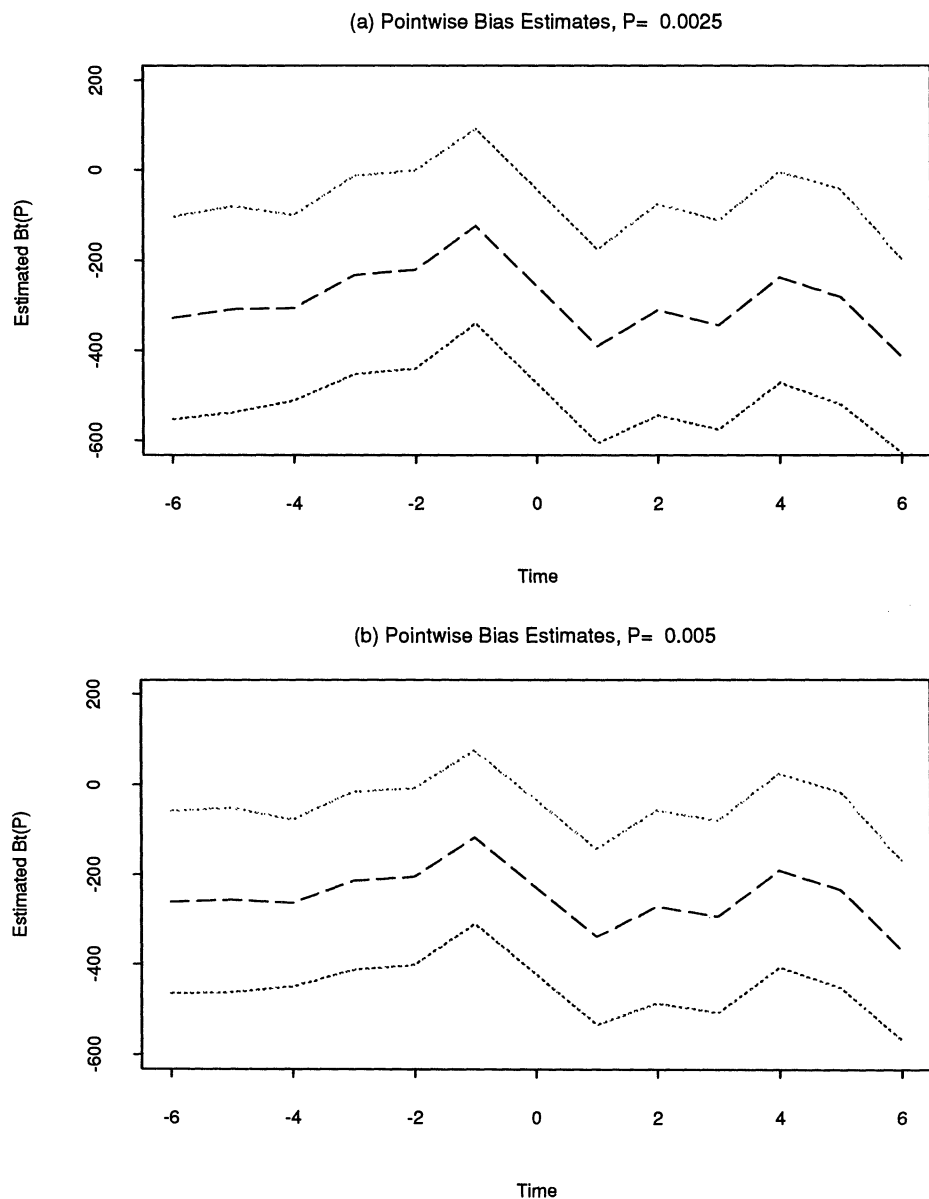 (a) Pointwise Bias Estimates, P= 0.0025
200
0
-200
-400
-600
Estimated Bt(P)
-6 -4 -2 0 2 4 6
Time
(b) Pointwise Bias Estimates, P= 0.005
200
0
-200
-400
-600
Estimated Bt(P)
-6 -4 -2 0 2 4 6
Time